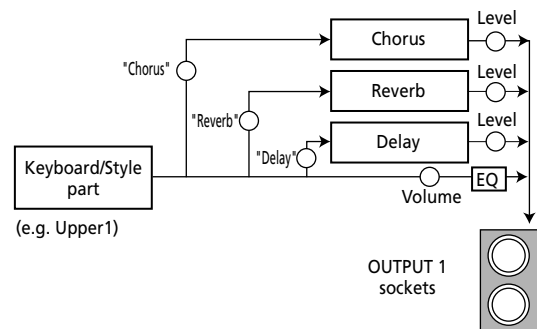 Level
Chorus
"Chorus"
Level
Reverb
"Reverb"
Level
Delay
"Delay"
Keyboard/Style
part
EQ
Volume
(e.g. Upper1)
OUTPUT 1
sockets